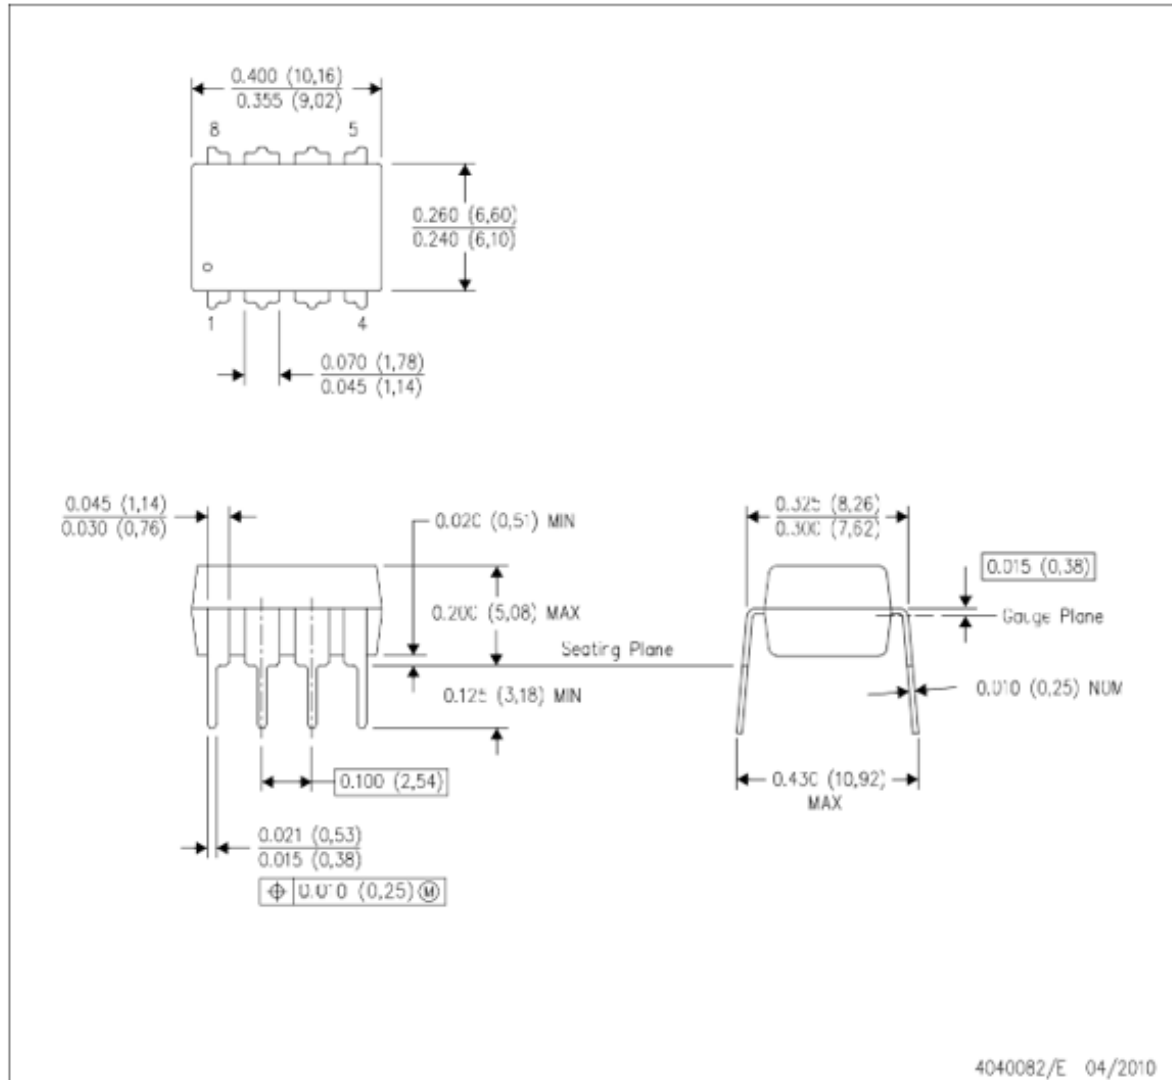 0.400 (10,16)
0.355 (9,02)
8 5
0.260 (6,60)
0.240 (6,10)
1 4
0.070 (1,78)
0.045 (1,14)
0.045 (1,14)
0.030 (0,76)
0.020 (0,51) MIN
0.200 (5,08) MAX
Seating Plane
0.125 (3,18) MIN
0.100 (2,54)
0.021 (0,53)
0.015 (0,38)
⌖ 0.010 (0,25) Ⓜ
0.325 (8,26)
0.300 (7,62)
0.015 (0,38)
Gauge Plane
0.010 (0,25) NOM
0.430 (10,92)
MAX
4040082/E 04/2010